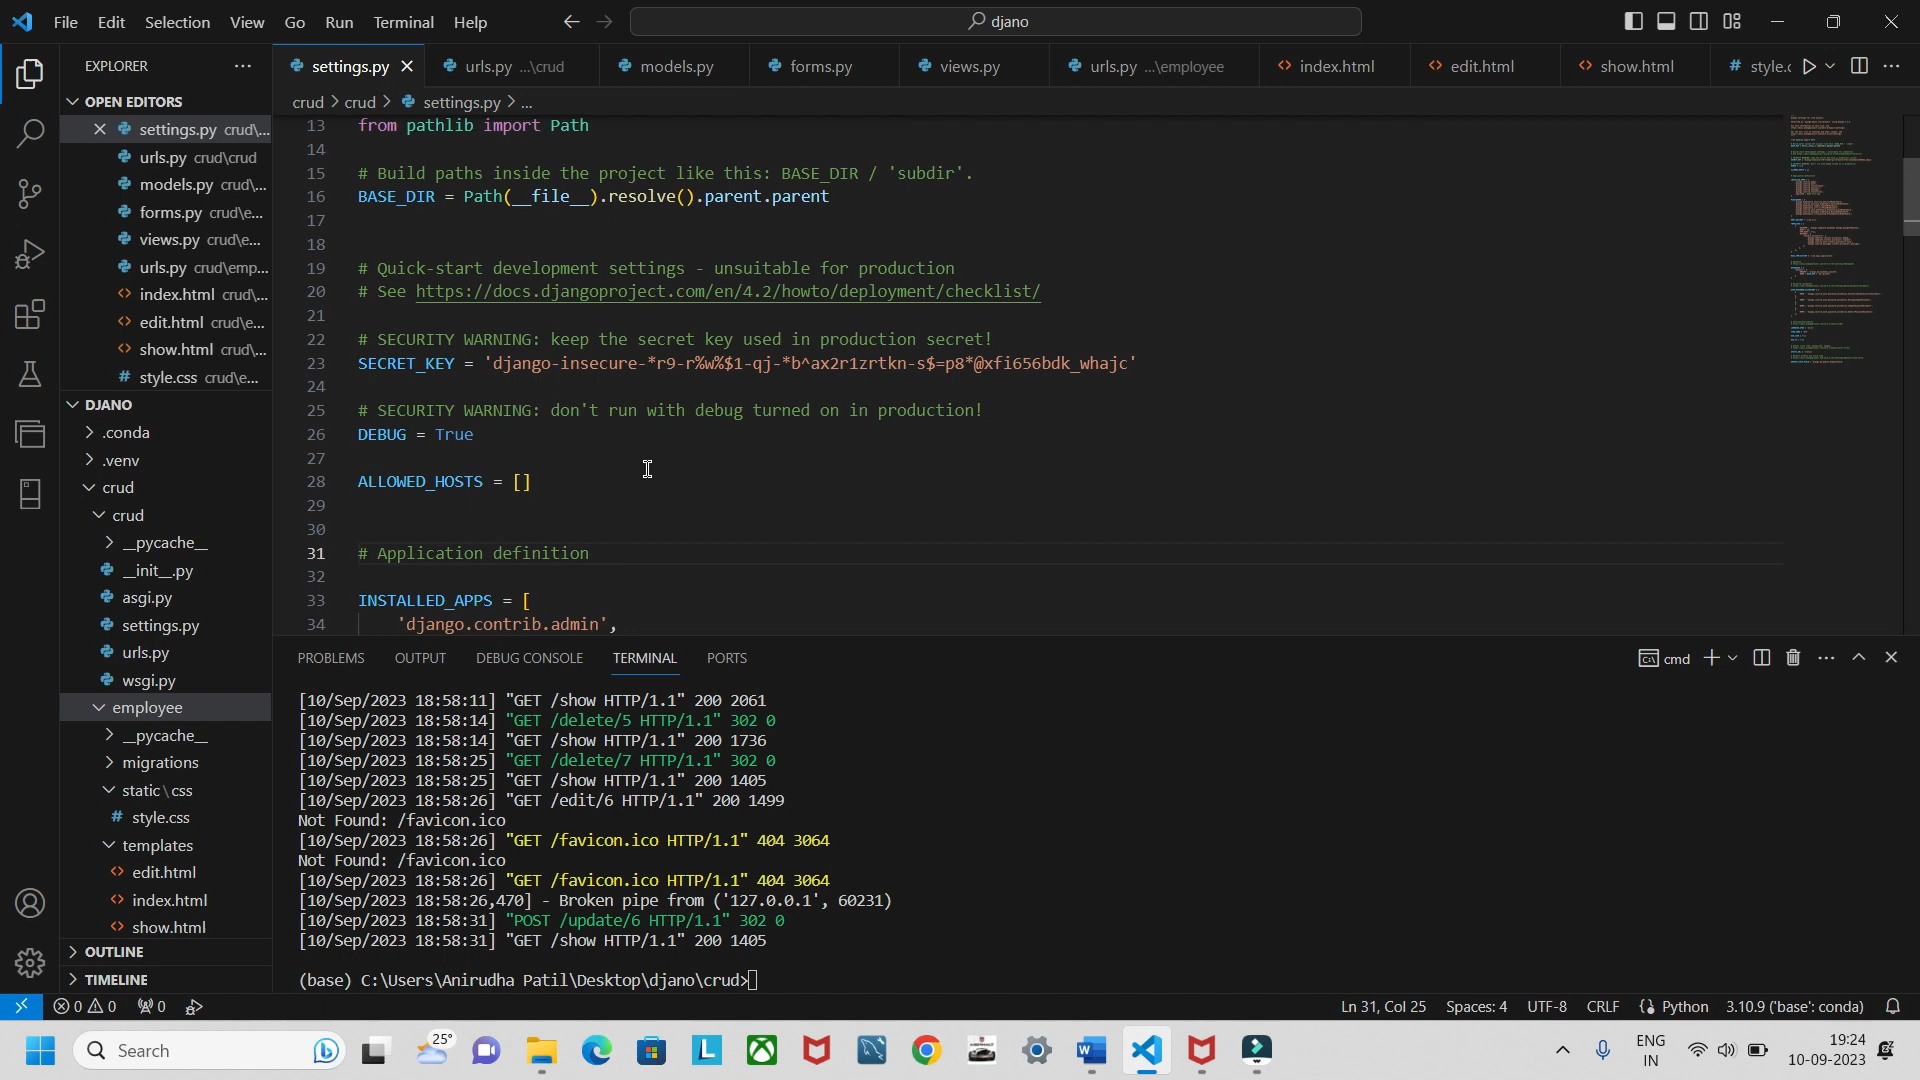 File Edit Selection View Go Run Terminal Help
djano
EXPLORER
settings.py
urls.py ...\crud
models.py
forms.py
views.py
urls.py ...\employee
index.html
edit.html
show.html
style.c
OPEN EDITORS
settings.py crud\...
urls.py crud\crud
models.py crud\...
forms.py crud\e...
views.py crud\e...
urls.py crud\emp...
index.html crud\...
edit.html crud\e...
show.html crud\...
style.css crud\e...
DJANO
.conda
.venv
crud
crud
__pycache__
__init__.py
asgi.py
settings.py
urls.py
wsgi.py
employee
__pycache__
migrations
static\css
style.css
templates
edit.html
index.html
show.html
OUTLINE
TIMELINE
crud > crud > settings.py > ...
13 from pathlib import Path
14
15 # Build paths inside the project like this: BASE_DIR / 'subdir'.
16 BASE_DIR = Path(__file__).resolve().parent.parent
17
18
19 # Quick-start development settings - unsuitable for production
20 # See https://docs.djangoproject.com/en/4.2/howto/deployment/checklist/
21
22 # SECURITY WARNING: keep the secret key used in production secret!
23 SECRET_KEY = 'django-insecure-*r9-r%w%$1-qj-*b^ax2r1zrtkn-s$=p8*@xfi656bdk_whajc'
24
25 # SECURITY WARNING: don't run with debug turned on in production!
26 DEBUG = True
27
28 ALLOWED_HOSTS = []
29
30
31 # Application definition
32
33 INSTALLED_APPS = [
34 'django.contrib.admin',
PROBLEMS OUTPUT DEBUG CONSOLE TERMINAL PORTS
cmd
[10/Sep/2023 18:58:11] "GET /show HTTP/1.1" 200 2061
[10/Sep/2023 18:58:14] "GET /delete/5 HTTP/1.1" 302 0
[10/Sep/2023 18:58:14] "GET /show HTTP/1.1" 200 1736
[10/Sep/2023 18:58:25] "GET /delete/7 HTTP/1.1" 302 0
[10/Sep/2023 18:58:25] "GET /show HTTP/1.1" 200 1405
[10/Sep/2023 18:58:26] "GET /edit/6 HTTP/1.1" 200 1499
Not Found: /favicon.ico
[10/Sep/2023 18:58:26] "GET /favicon.ico HTTP/1.1" 404 3064
Not Found: /favicon.ico
[10/Sep/2023 18:58:26] "GET /favicon.ico HTTP/1.1" 404 3064
[10/Sep/2023 18:58:26,470] - Broken pipe from ('127.0.0.1', 60231)
[10/Sep/2023 18:58:31] "POST /update/6 HTTP/1.1" 302 0
[10/Sep/2023 18:58:31] "GET /show HTTP/1.1" 200 1405
(base) C:\Users\Anirudha Patil\Desktop\djano\crud>
0 0 0
Ln 31, Col 25 Spaces: 4 UTF-8 CRLF Python 3.10.9 ('base': conda)
Search
25°
ENG
IN
19:24
10-09-2023